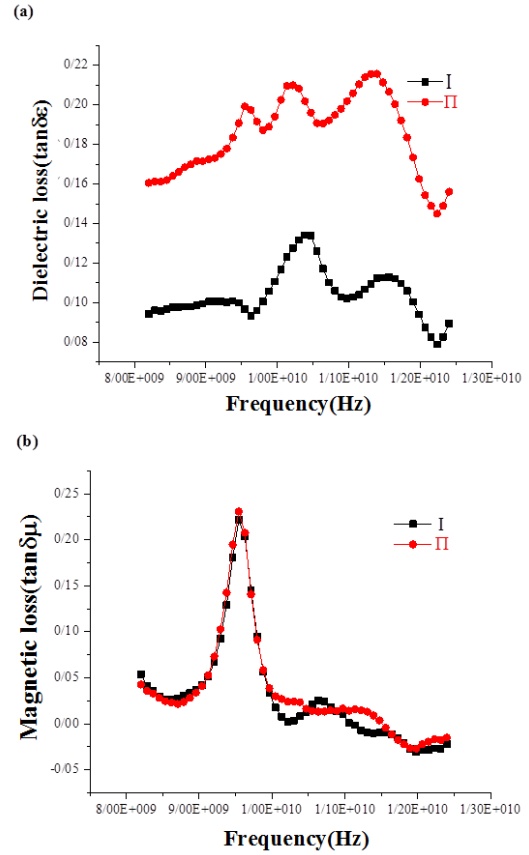 (a)
0/22
0/20
0/18
0/16
0/14
0/12
0/10
0/08
Dielectric loss(tanδε)
I
II
8/00E+009 9/00E+009 1/00E+010 1/10E+010 1/20E+010 1/30E+010
Frequency(Hz)
(b)
0/25
0/20
0/15
0/10
0/05
0/00
-0/05
Magnetic loss(tanδμ)
I
II
8/00E+009 9/00E+009 1/00E+010 1/10E+010 1/20E+010 1/30E+010
Frequency(Hz)